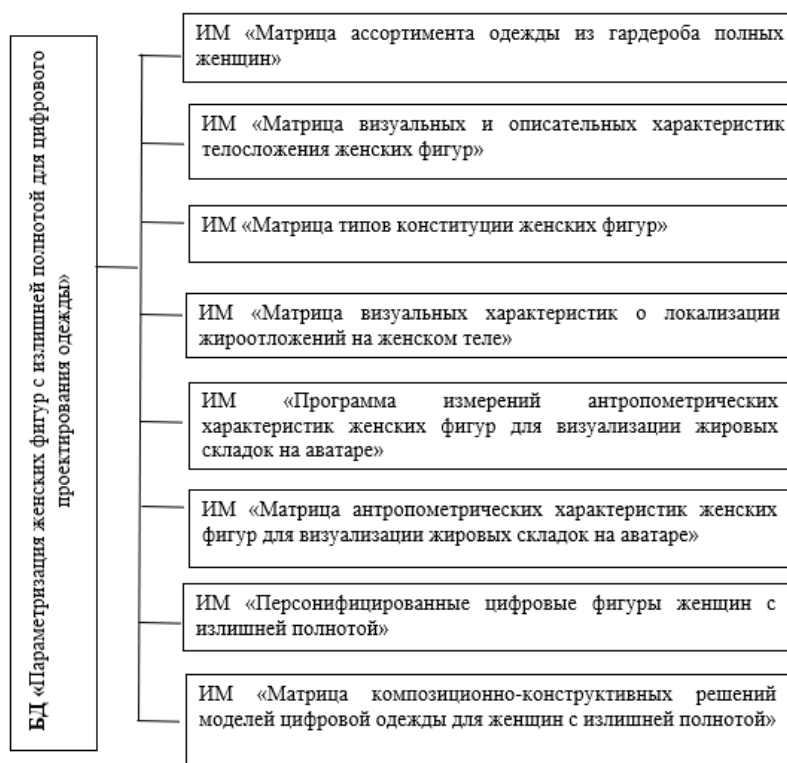 БД «Параметризация женских фигур с излишней полнотой для цифрового
проектирования одежды»
ИМ «Матрица ассортимента одежды из гардероба полных
женщин»
ИМ «Матрица визуальных и описательных характеристик
телосложения женских фигур»
ИМ «Матрица типов конституции женских фигур»
ИМ «Матрица визуальных характеристик о локализации
жироотложений на женском теле»
ИМ «Программа измерений антропометрических
характеристик женских фигур для визуализации жировых
складок на аватаре»
ИМ «Матрица антропометрических характеристик женских
фигур для визуализации жировых складок на аватаре»
ИМ «Персонифицированные цифровые фигуры женщин с
излишней полнотой»
ИМ «Матрица композиционно-конструктивных решений
моделей цифровой одежды для женщин с излишней полнотой»